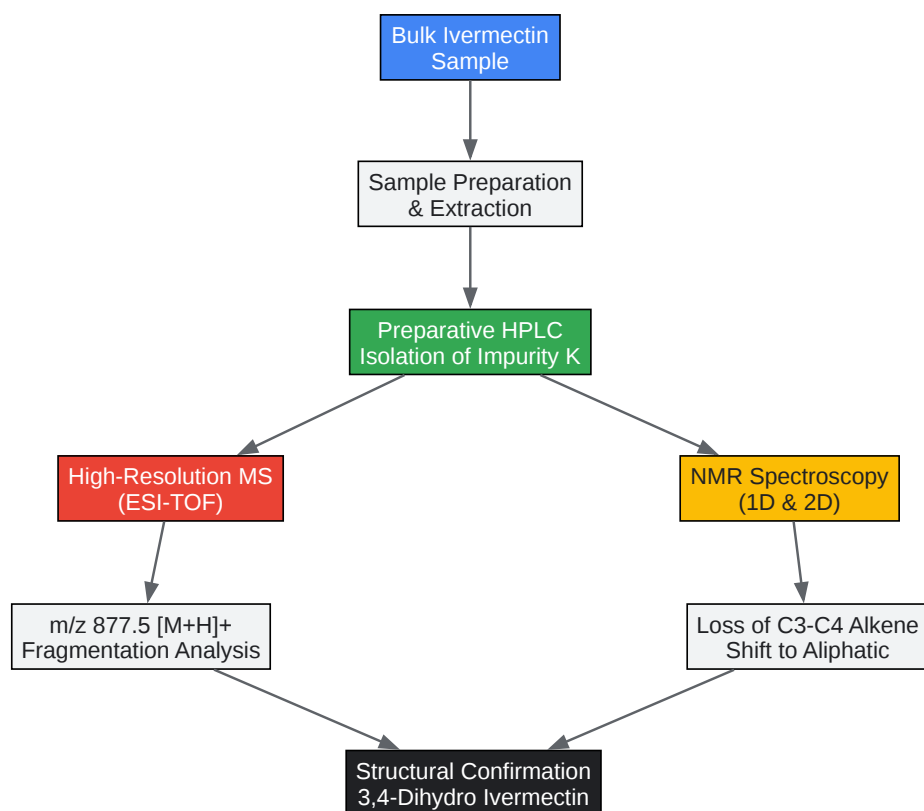 Bulk Ivermectin
Sample
Sample Preparation
& Extraction
Preparative HPLC
Isolation of Impurity K
High-Resolution MS
(ESI-TOF)
NMR Spectroscopy
(1D & 2D)
m/z 877.5 [M+H]+
Fragmentation Analysis
Loss of C3-C4 Alkene
Shift to Aliphatic
Structural Confirmation
3,4-Dihydro Ivermectin